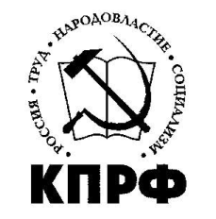 • РОССИЯ • ТРУД • НАРОДОВЛАСТИЕ • СОЦИАЛИЗМ •
КПРФ